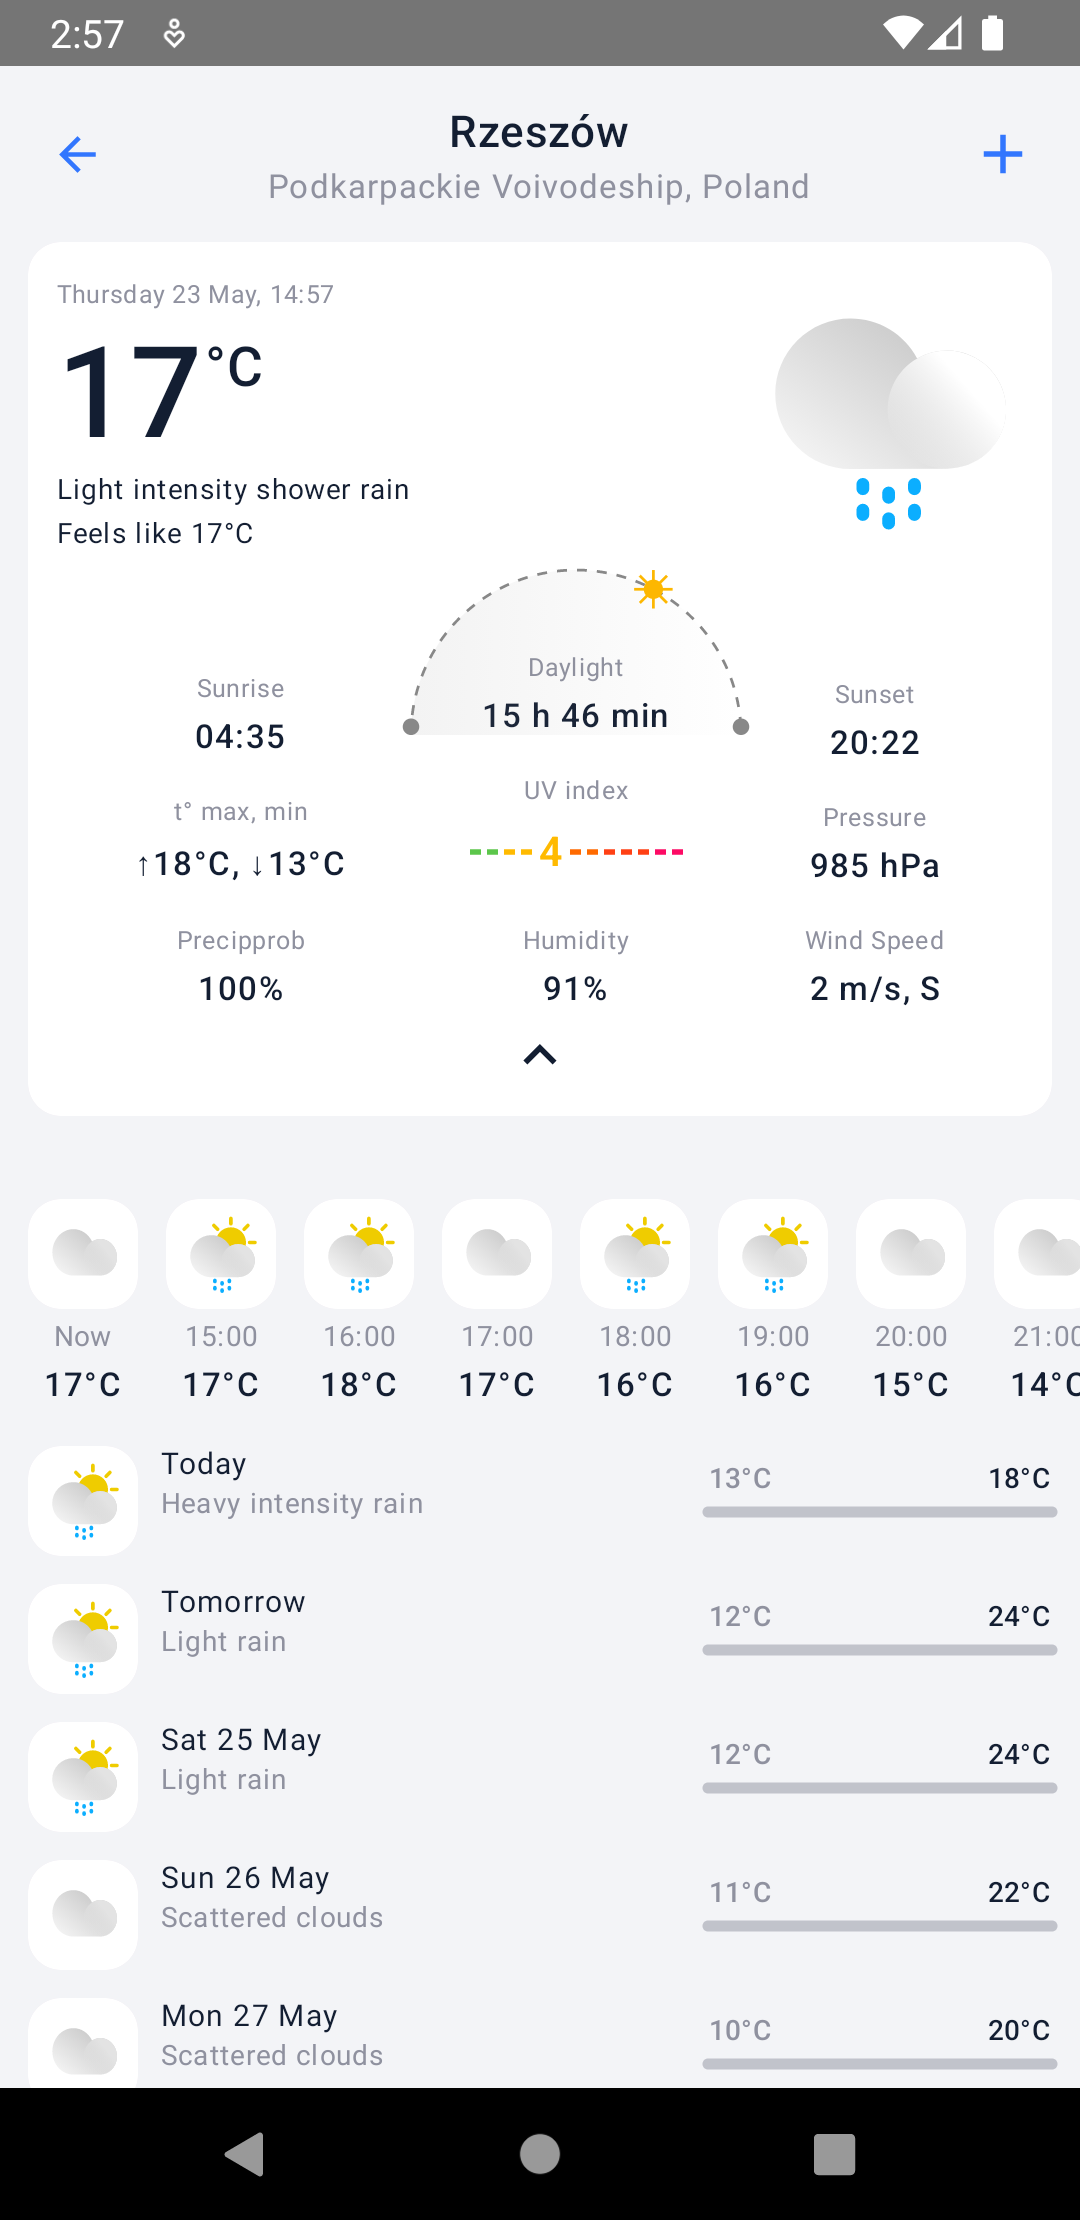 2:57
Rzeszów
Podkarpackie Voivodeship, Poland
Thursday 23 May, 14:57
17°C
Light intensity shower rain
Feels like 17°C
Daylight
15 h 46 min
Sunrise
04:35
Sunset
20:22
UV index
4
t° max, min
↑18°C, ↓13°C
Pressure
985 hPa
Precipprob
100%
Humidity
91%
Wind Speed
2 m/s, S
Now 15:00 16:00 17:00 18:00 19:00 20:00 21:00
17°C 17°C 18°C 17°C 16°C 16°C 15°C 14°C
Today
Heavy intensity rain
13°C 18°C
Tomorrow
Light rain
12°C 24°C
Sat 25 May
Light rain
12°C 24°C
Sun 26 May
Scattered clouds
11°C 22°C
Mon 27 May
Scattered clouds
10°C 20°C